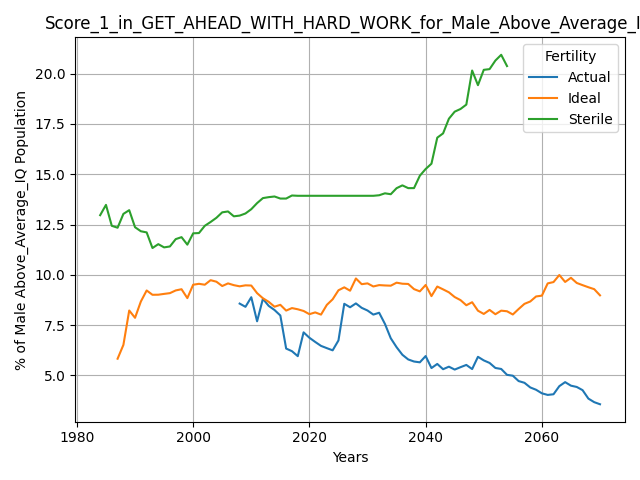 Score_1_in_GET_AHEAD_WITH_HARD_WORK_for_Male_Above_Average_I
Fertility
Actual
Ideal
Sterile
% of Male Above_Average_IQ Population
20.0
17.5
15.0
12.5
10.0
7.5
5.0
1980 2000 2020 2040 2060
Years